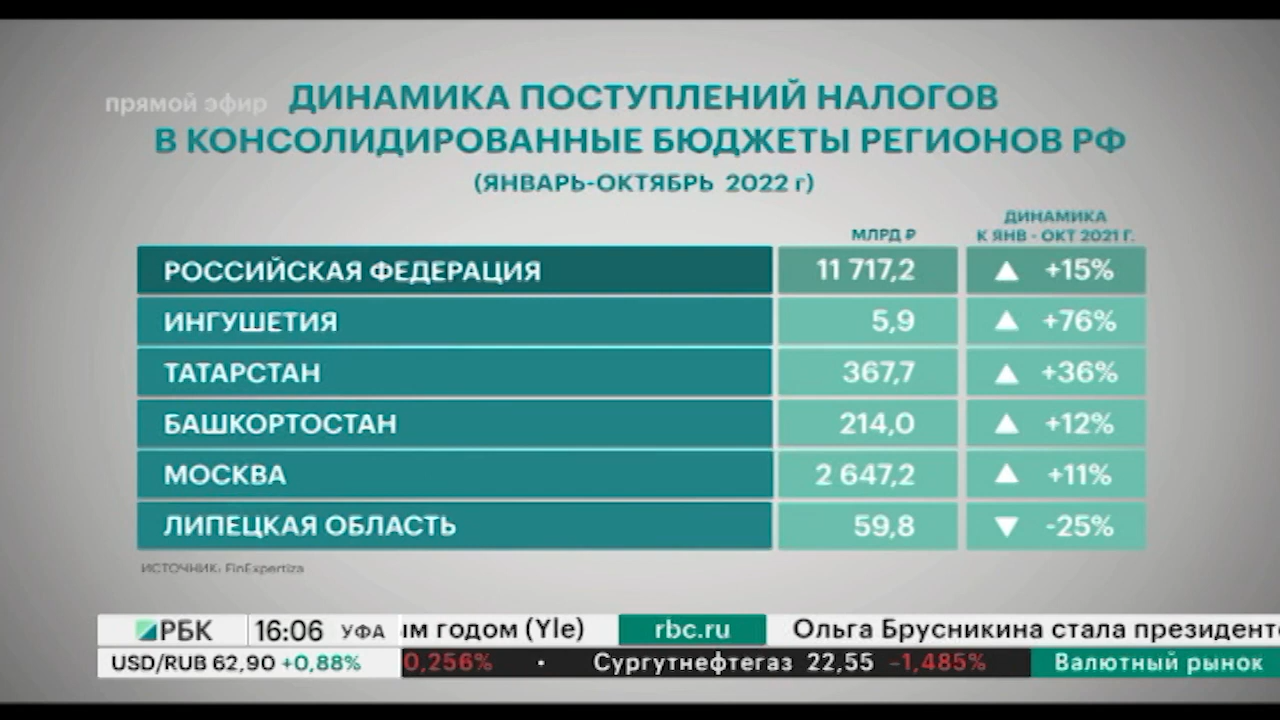 прямой эфир
ДИНАМИКА ПОСТУПЛЕНИЙ НАЛОГОВ
В КОНСОЛИДИРОВАННЫЕ БЮДЖЕТЫ РЕГИОНОВ РФ
(ЯНВАРЬ-ОКТЯБРЬ 2022 г)
МЛРД ₽
ДИНАМИКА
К ЯНВ - ОКТ 2021 Г.
РОССИЙСКАЯ ФЕДЕРАЦИЯ 11 717,2 ▲ +15%
ИНГУШЕТИЯ 5,9 ▲ +76%
ТАТАРСТАН 367,7 ▲ +36%
БАШКОРТОСТАН 214,0 ▲ +12%
МОСКВА 2 647,2 ▲ +11%
ЛИПЕЦКАЯ ОБЛАСТЬ 59,8 ▼ -25%
ИСТОЧНИК: FinExpertiza
РБК 16:06 УФА ым годом (Yle) rbc.ru Ольга Брусникина стала президент
USD/RUB 62,90 +0,88% 0,256% · Сургутнефтегаз 22,55 -1,485% Валютный рынок